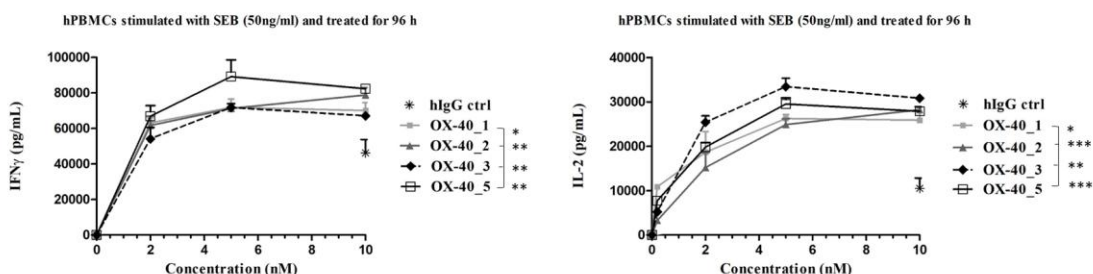 hPBMCs stimulated with SEB (50ng/ml) and treated for 96 h
100000
80000
60000
40000
20000
0
IFNγ (pg/mL)
0 2 4 6 8 10
Concentration (nM)
hIgG ctrl
OX-40_1 *
OX-40_2 **
OX-40_3 **
OX-40_5 **
hPBMCs stimulated with SEB (50ng/ml) and treated for 96 h
40000
30000
20000
10000
0
IL-2 (pg/mL)
0 2 4 6 8 10
Concentration (nM)
hIgG ctrl
OX-40_1 *
OX-40_2 ***
OX-40_3 **
OX-40_5 ***